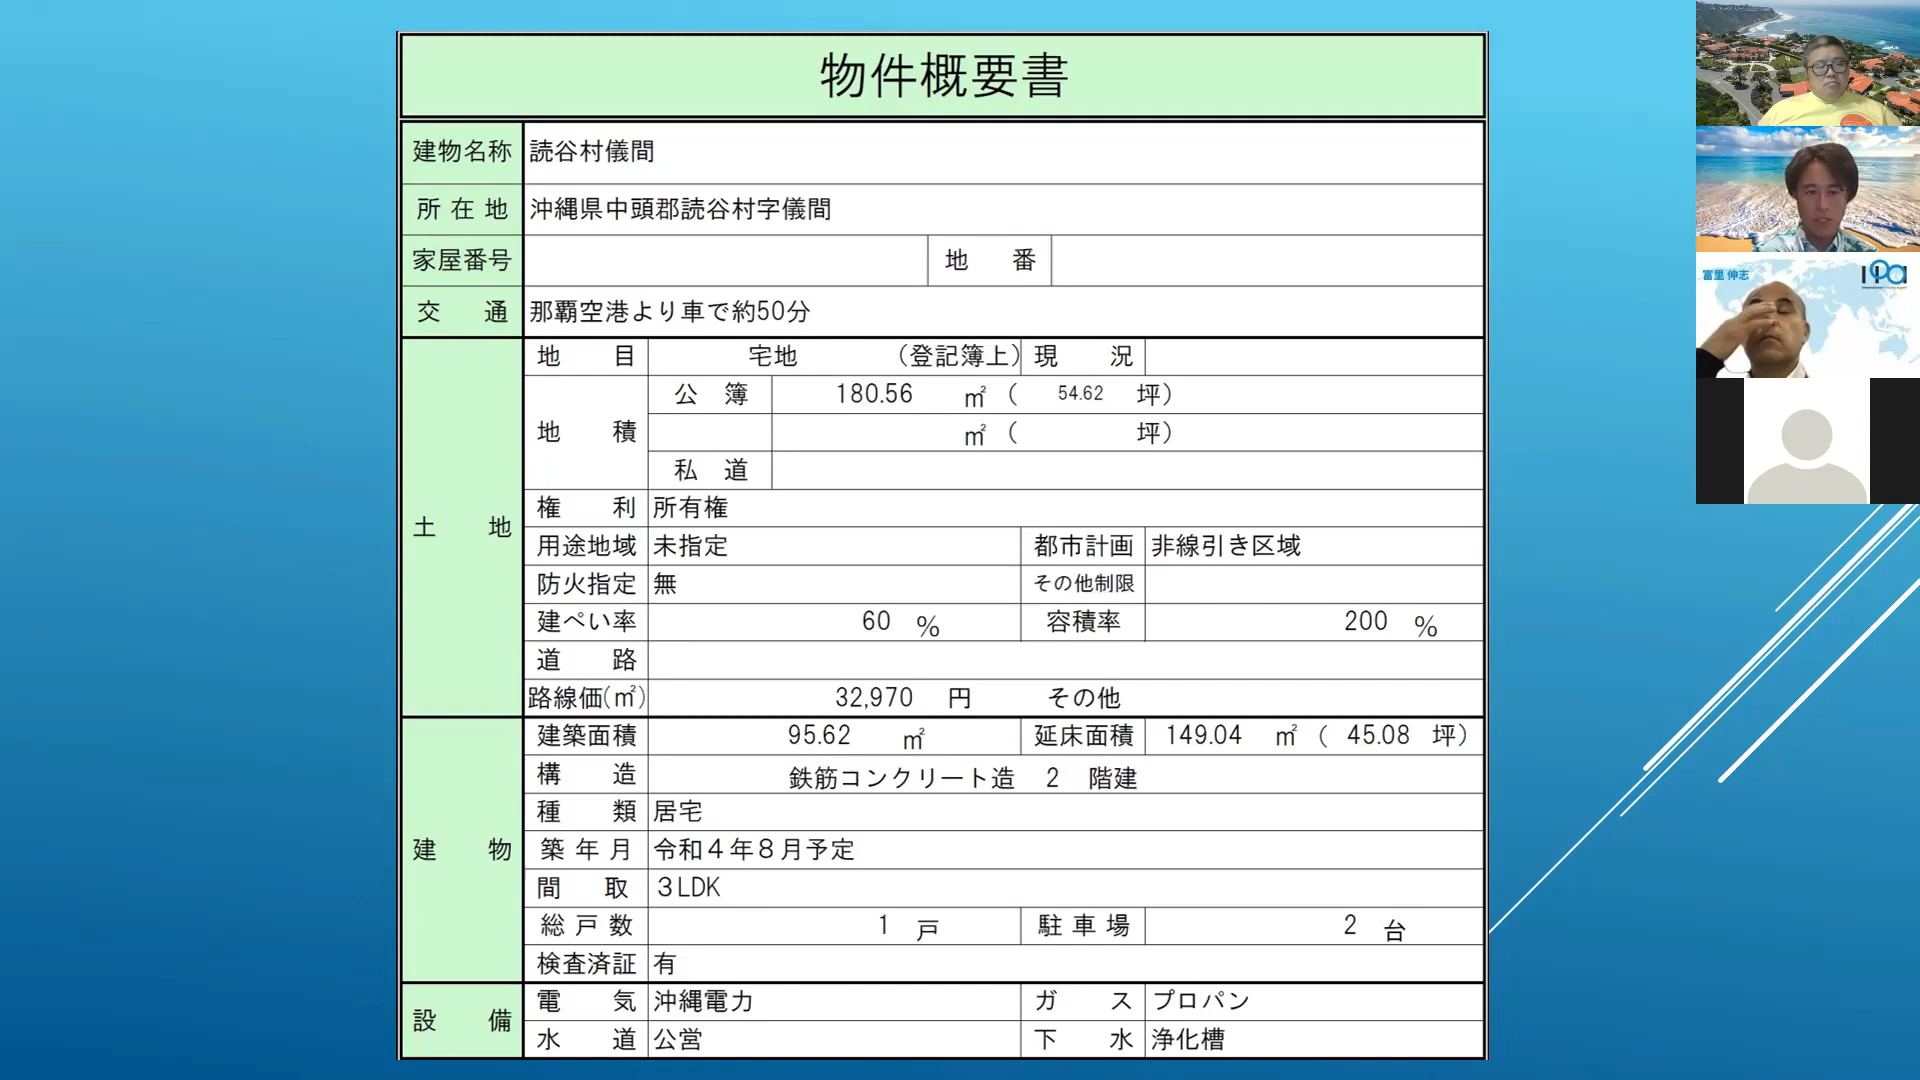 物件概要書
建物名称 読谷村儀間
所在地 沖縄県中頭郡読谷村字儀間
家屋番号 地番
交通 那覇空港より車で約50分
土地
地目 宅地 （登記簿上） 現況
地積
公簿 180.56 ㎡ （ 54.62 坪）
㎡ （ 坪）
私道
権利 所有権
用途地域 未指定 都市計画 非線引き区域
防火指定 無 その他制限
建ぺい率 60 % 容積率 200 %
道路
路線価(㎡) 32,970 円 その他
建物
建築面積 95.62 ㎡ 延床面積 149.04 ㎡ （ 45.08 坪）
構造 鉄筋コンクリート造 2 階建
種類 居宅
築年月 令和４年８月予定
間取 ３LDK
総戸数 1 戸 駐車場 2 台
検査済証 有
設備
電気 沖縄電力 ガス プロパン
水道 公営 下水 浄化槽
富里 伸志
IPA